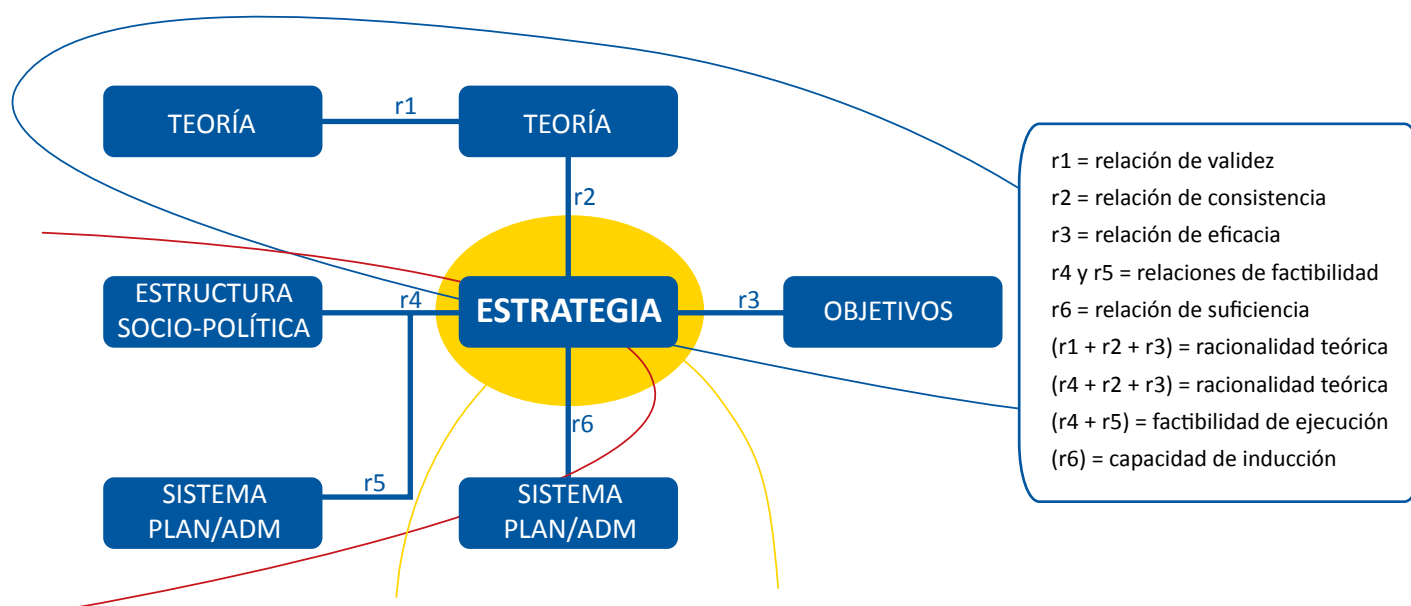 TEORÍA
r1
TEORÍA
r2
ESTRUCTURA
SOCIO-POLÍTICA
r4
ESTRATEGIA
r3
OBJETIVOS
r6
r5
SISTEMA
PLAN/ADM
SISTEMA
PLAN/ADM
r1 = relación de validez
r2 = relación de consistencia
r3 = relación de eficacia
r4 y r5 = relaciones de factibilidad
r6 = relación de suficiencia
(r1 + r2 + r3) = racionalidad teórica
(r4 + r2 + r3) = racionalidad teórica
(r4 + r5) = factibilidad de ejecución
(r6) = capacidad de inducción